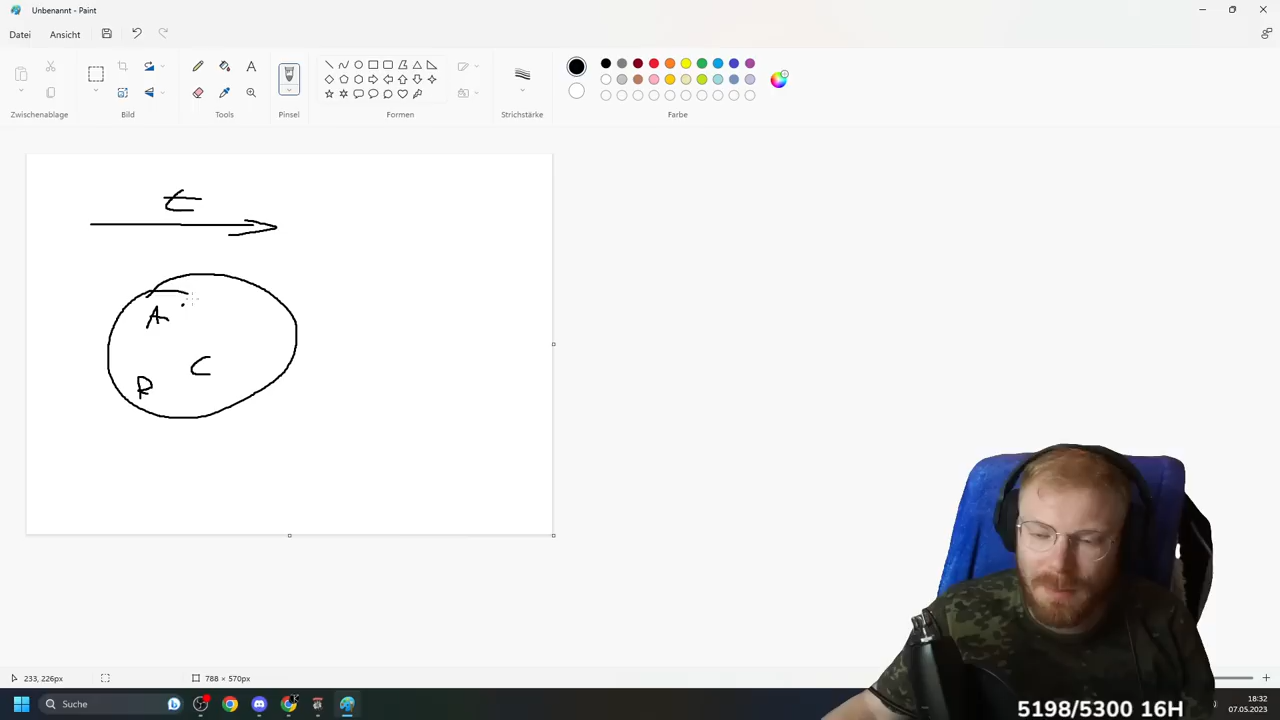 Unbenannt - Paint
Datei Ansicht
Zwischenablage Bild Tools Pinsel Formen Strichstärke Farbe
t
A
C
R
233, 226px 788 × 570px
Suche
18:32
07.05.2023
5198/5300 16H